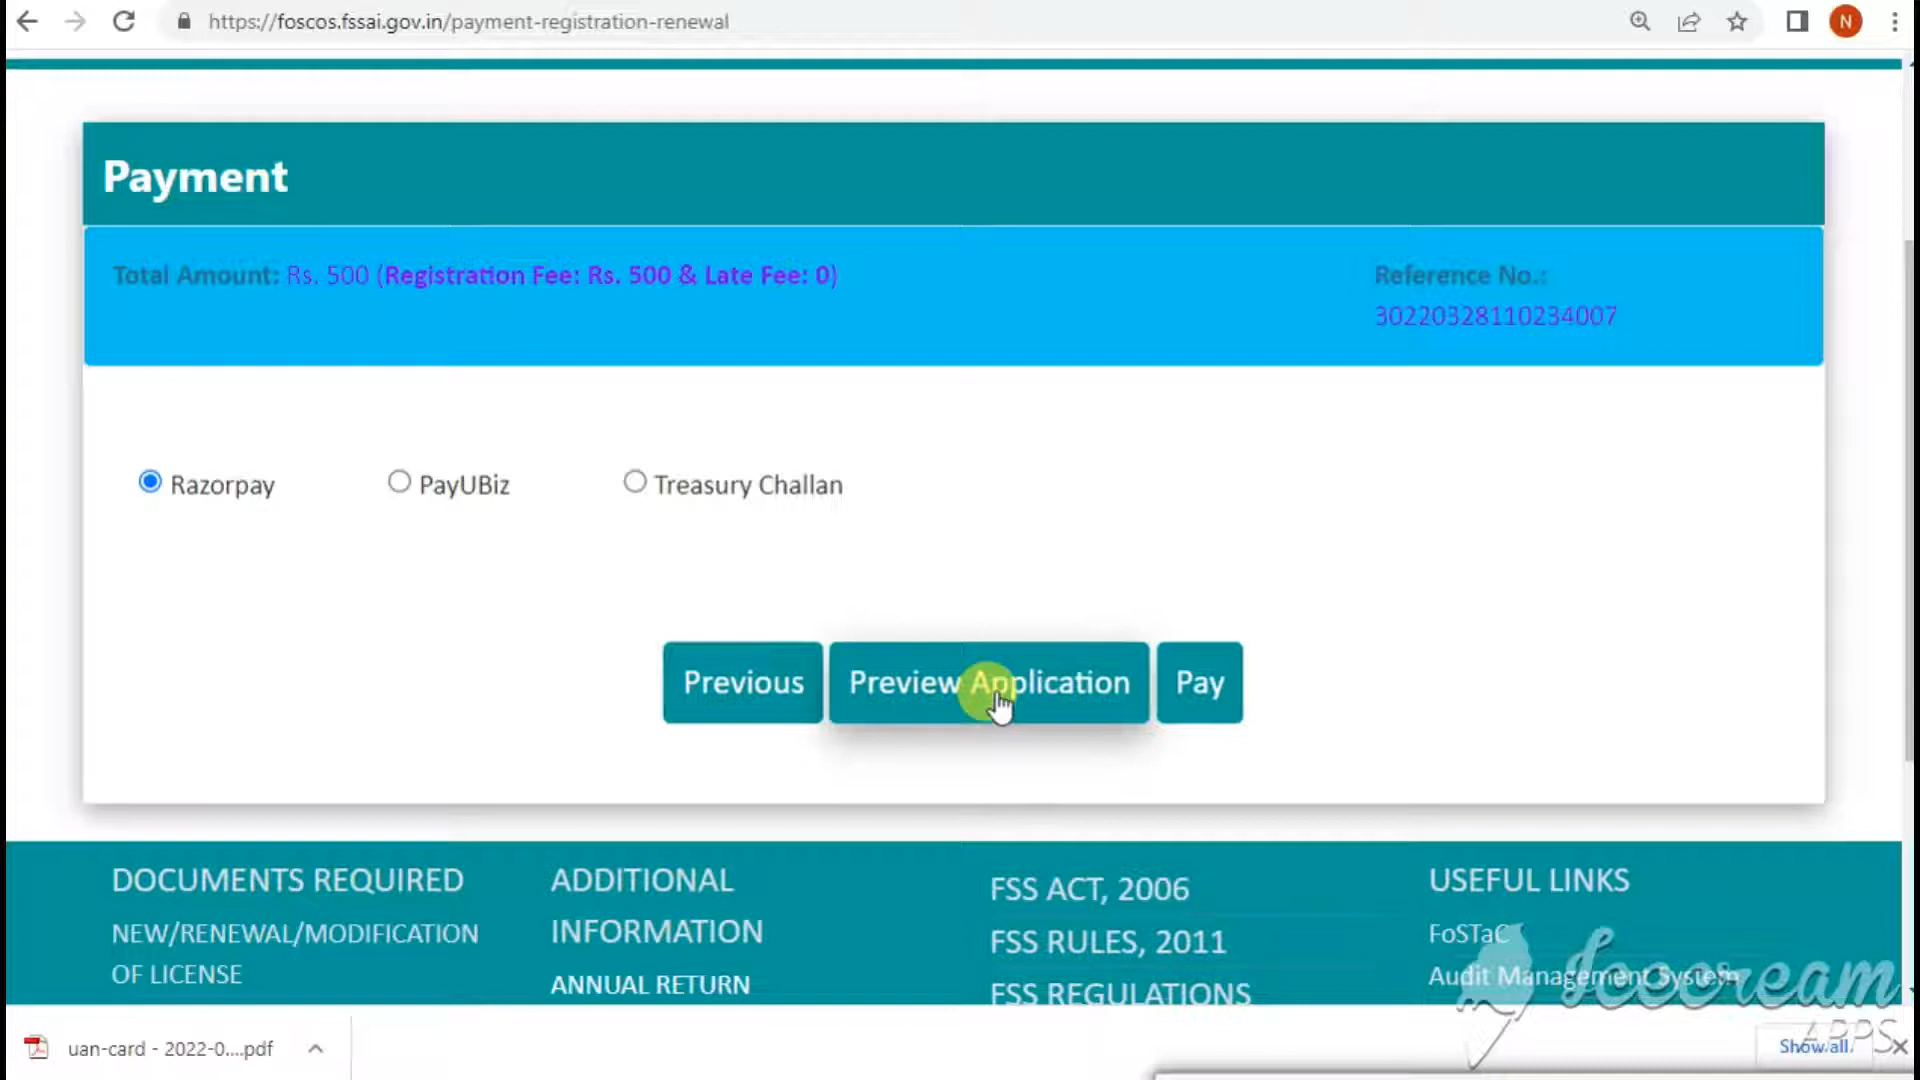 https://foscos.fssai.gov.in/payment-registration-renewal
N
Payment
Total Amount: Rs. 500 (Registration Fee: Rs. 500 & Late Fee: 0)
Reference No.:
30220328110234007
Razorpay
PayUBiz
Treasury Challan
Previous
Preview Application
Pay
DOCUMENTS REQUIRED
NEW/RENEWAL/MODIFICATION
OF LICENSE
ADDITIONAL
INFORMATION
ANNUAL RETURN
FSS ACT, 2006
FSS RULES, 2011
FSS REGULATIONS
USEFUL LINKS
FoSTaC
Audit Management System
Icecream
APPS
uan-card - 2022-0....pdf
Show all